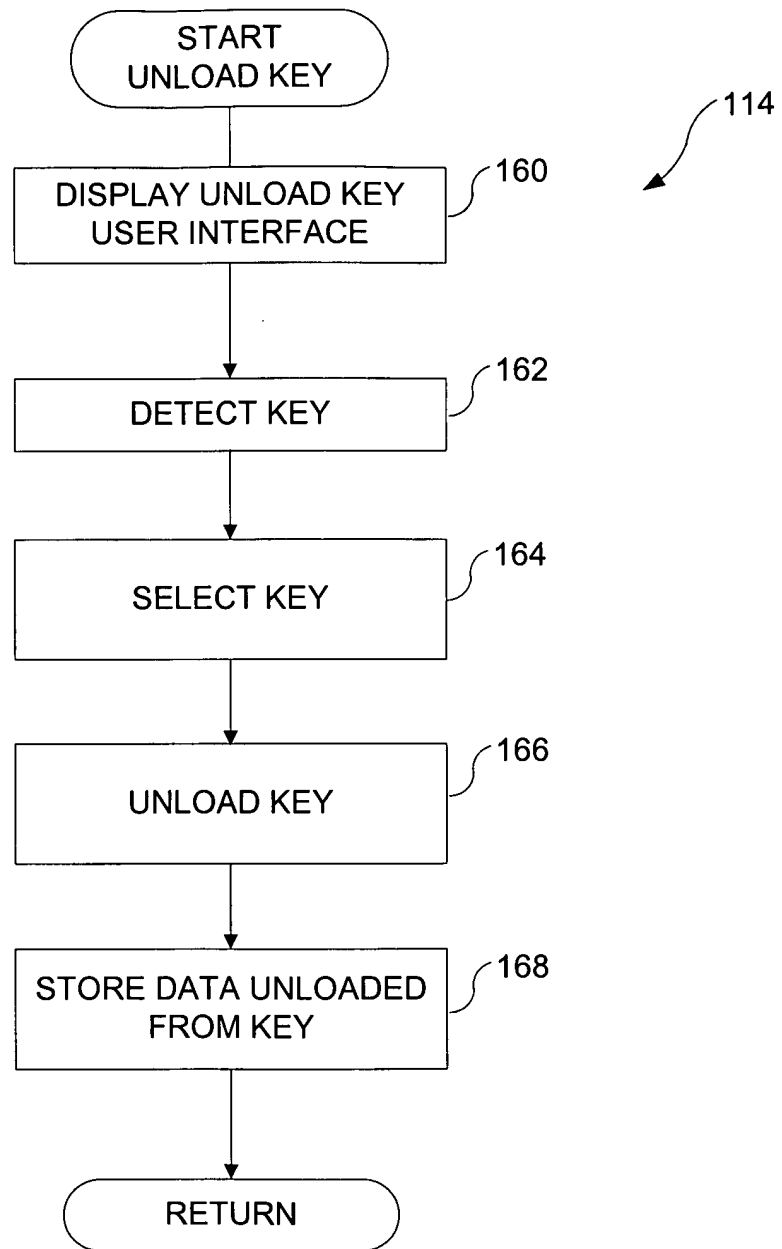 START
UNLOAD KEY
114
160
DISPLAY UNLOAD KEY
USER INTERFACE
162
DETECT KEY
164
SELECT KEY
166
UNLOAD KEY
168
STORE DATA UNLOADED
FROM KEY
RETURN